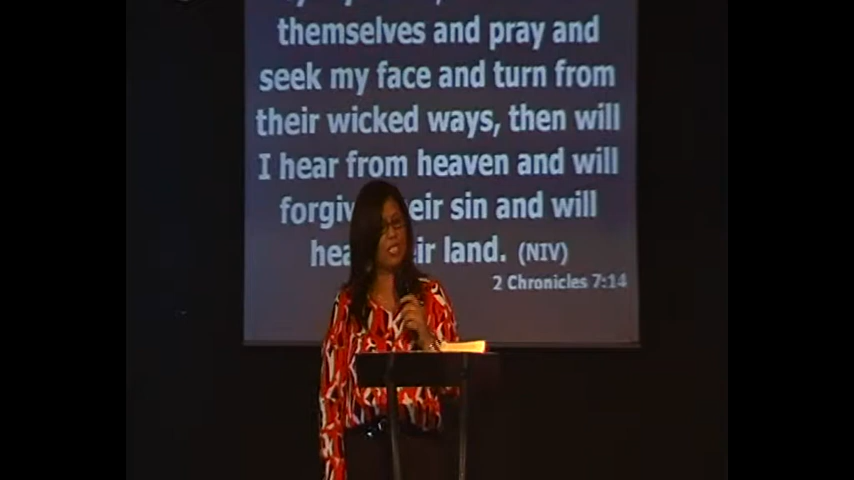 themselves and pray and
seek my face and turn from
their wicked ways, then will
I hear from heaven and will
their sin and will
land. (NIV)
2 Chronicles 7:14